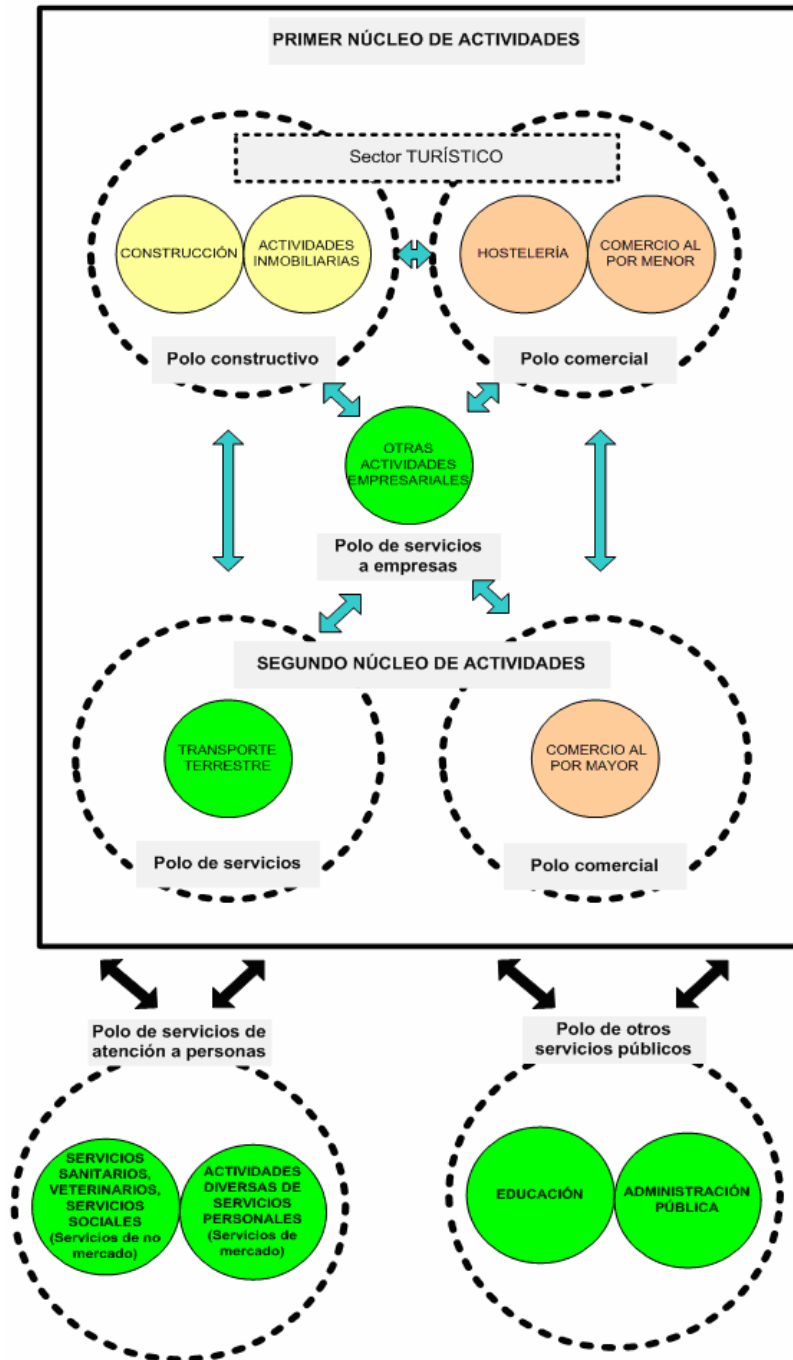 PRIMER NÚCLEO DE ACTIVIDADES
Sector TURÍSTICO
CONSTRUCCIÓN
ACTIVIDADES
INMOBILIARIAS
HOSTELERÍA
COMERCIO AL
POR MENOR
Polo constructivo
Polo comercial
OTRAS
ACTIVIDADES
EMPRESARIALES
Polo de servicios
a empresas
SEGUNDO NÚCLEO DE ACTIVIDADES
TRANSPORTE
TERRESTRE
COMERCIO AL
POR MAYOR
Polo de servicios
Polo comercial
Polo de servicios de
atención a personas
Polo de otros
servicios públicos
SERVICIOS
SANITARIOS,
VETERINARIOS,
SERVICIOS
SOCIALES
(Servicios de no
mercado)
ACTIVIDADES
DIVERSAS DE
SERVICIOS
PERSONALES
(Servicios de
mercado)
EDUCACIÓN
ADMINISTRACIÓN
PÚBLICA